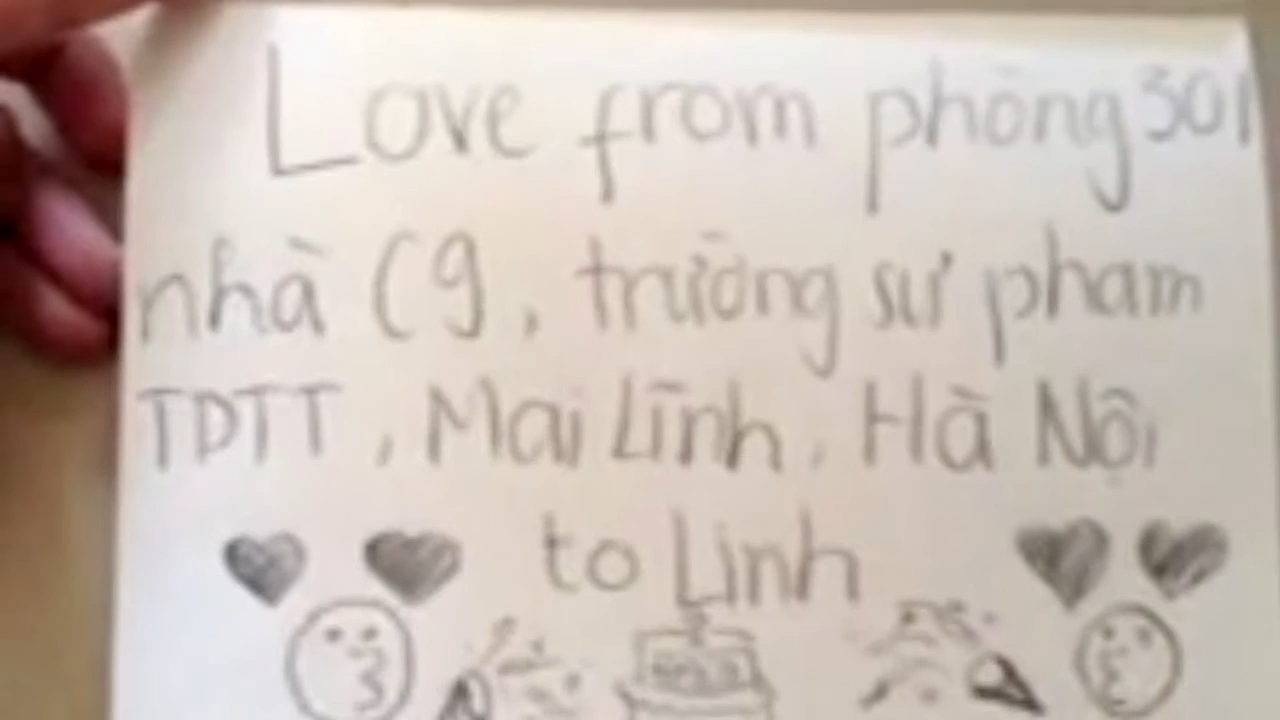 Love from phòng 301
nhà C9, trường sư phạm
TDTT, Mai Lĩnh, Hà Nội
to Linh